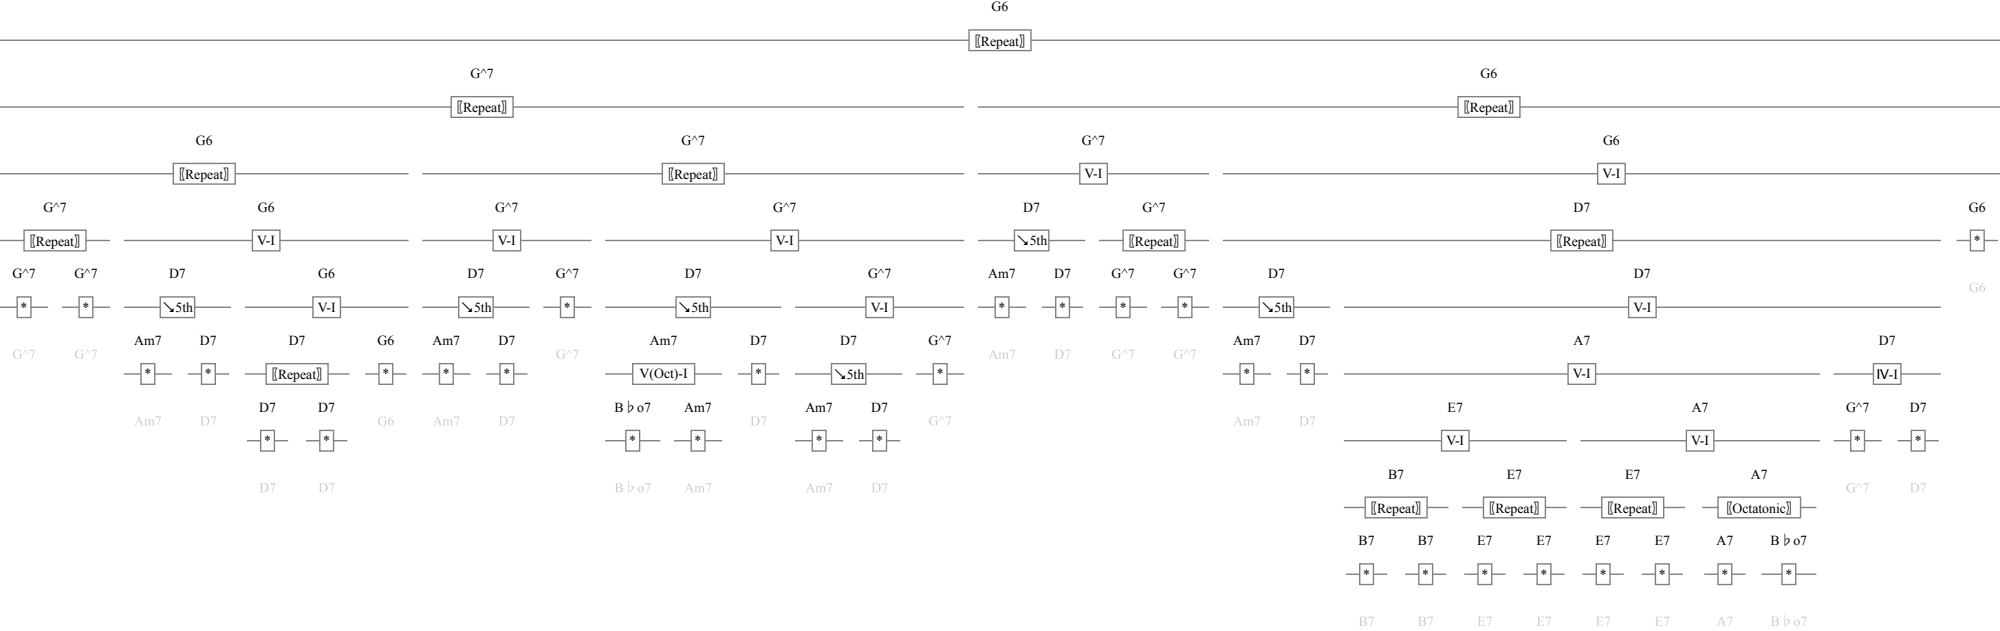 G6
⟦Repeat⟧
G^7 G6
⟦Repeat⟧ ⟦Repeat⟧
G6 G^7 G^7 G6
⟦Repeat⟧ ⟦Repeat⟧ V-I V-I
G^7 G6 G^7 G^7 D7 G^7 D7 G6
⟦Repeat⟧ V-I V-I V-I ↘5th ⟦Repeat⟧ ⟦Repeat⟧ *
G^7 G^7 D7 G6 D7 G^7 D7 G^7 Am7 D7 G^7 G^7 D7 D7 G6
* * ↘5th V-I ↘5th * ↘5th V-I * * * * ↘5th V-I
G^7 G^7 Am7 D7 D7 G6 Am7 D7 G^7 Am7 D7 D7 G^7 Am7 D7 G^7 G^7 Am7 D7 A7 D7
* * ⟦Repeat⟧ * * * V(Oct)-I * ↘5th * * * V-I Ⅳ-I
Am7 D7 D7 D7 G6 Am7 D7 B♭o7 Am7 D7 Am7 D7 G^7 Am7 D7 E7 A7 G^7 D7
* * * * * * V-I V-I * *
D7 D7 B♭o7 Am7 Am7 D7 B7 E7 E7 A7 G^7 D7
⟦Repeat⟧ ⟦Repeat⟧ ⟦Repeat⟧ ⟦Octatonic⟧
B7 B7 E7 E7 E7 E7 A7 B♭o7
* * * * * * * *
B7 B7 E7 E7 E7 E7 A7 B♭o7